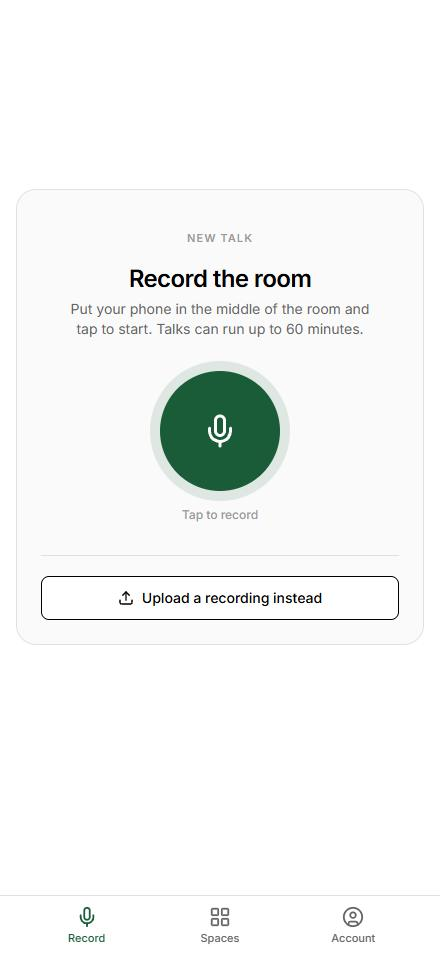 NEW TALK
Record the room
Put your phone in the middle of the room and
tap to start. Talks can run up to 60 minutes.
Tap to record
Upload a recording instead
Record
Spaces
Account